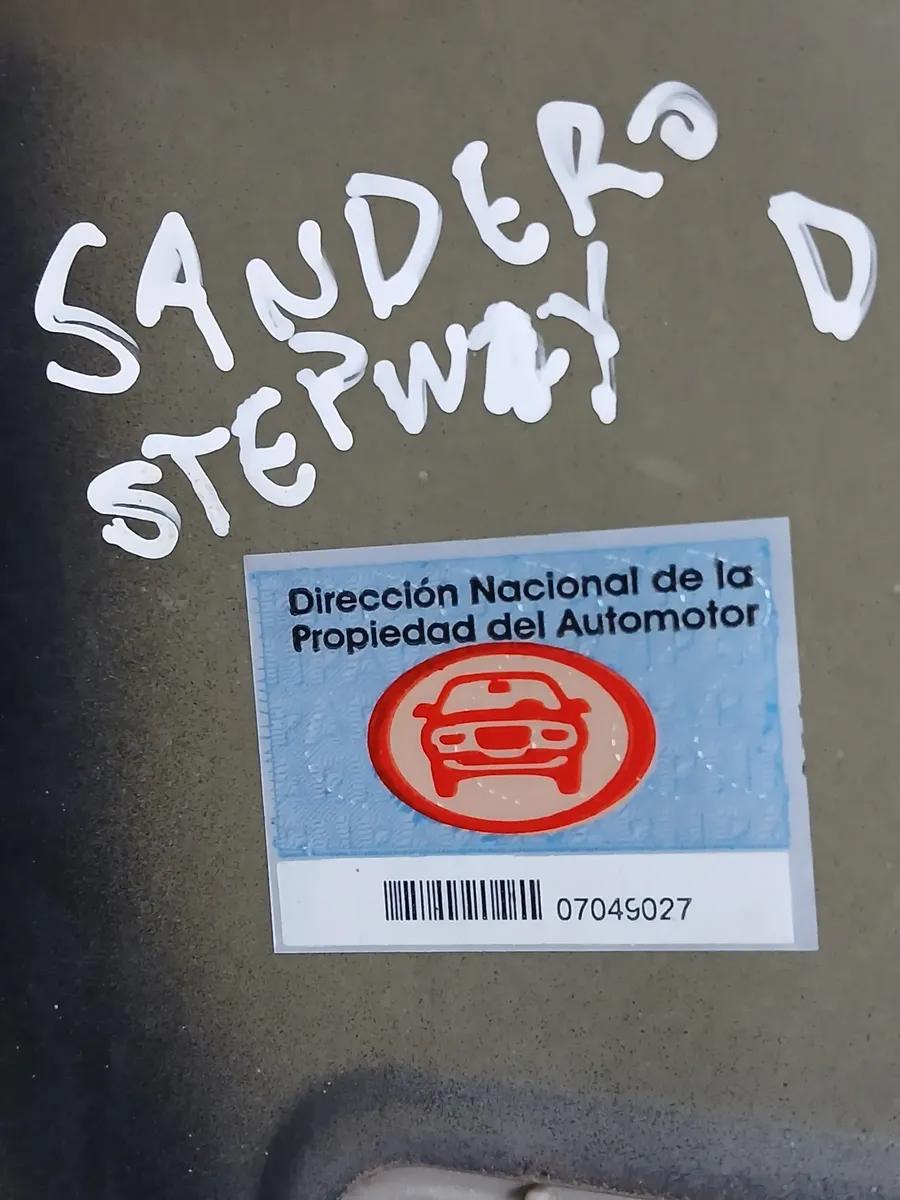 SANDERO D
STEPWAY
Dirección Nacional de la
Propiedad del Automotor
07049027